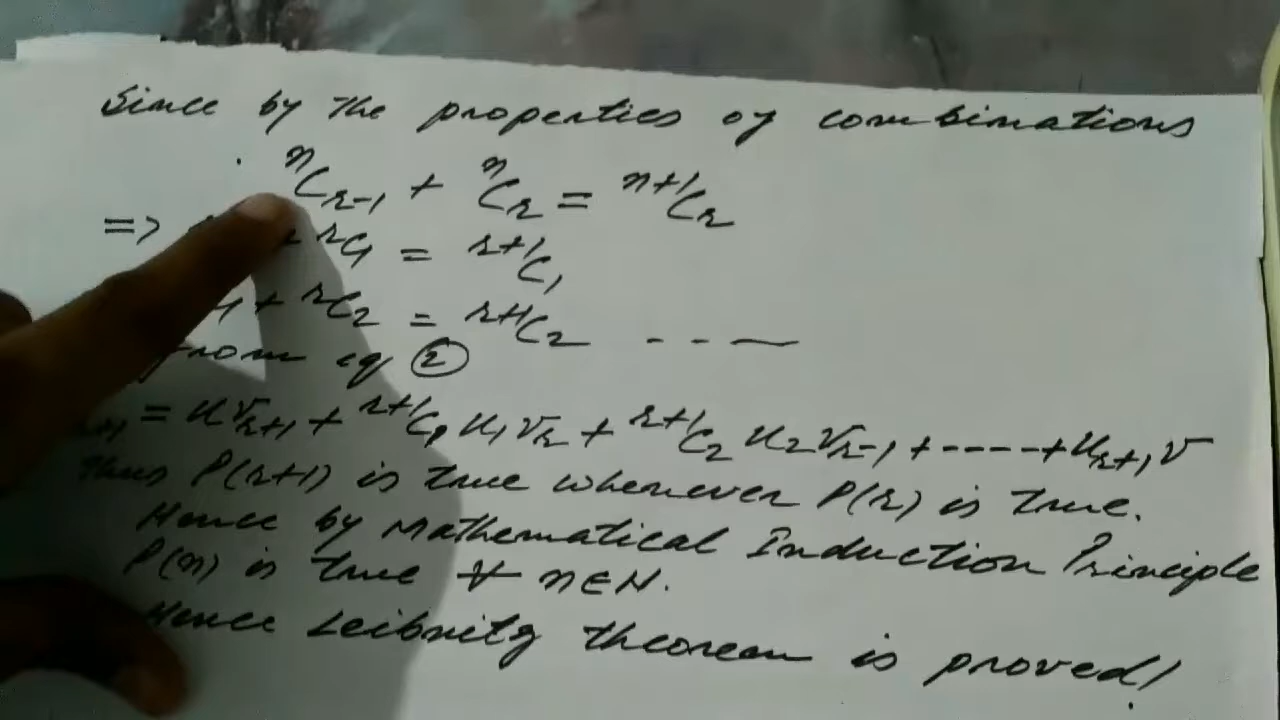 Since by the properties of combinations
ⁿCᵣ₋₁ + ⁿCᵣ = ⁿ⁺¹Cᵣ
=> ʳC₁ = ʳ⁺¹C₁
+ ʳC₂ = ʳ⁺¹C₂ - - —
from eq ②
= uvᵣ₊₁ + ʳ⁺¹C₁ u₁vᵣ + ʳ⁺¹C₂ u₂vᵣ₋₁ + ---- + uᵣ₊₁v
Thus P(r+1) is true whenever P(r) is true.
Hence by Mathematical Induction Principle
P(n) is true ∀ n∈N.
Hence Leibnitz theorem is proved!